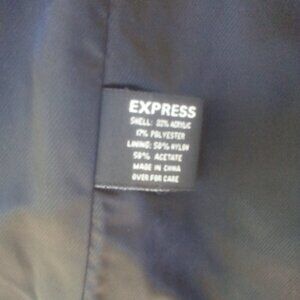 EXPRESS
SHELL: 83% ACRYLIC
17% POLYESTER
LINING: 50% NYLON
50% ACETATE
MADE IN CHINA
OVER FOR CARE